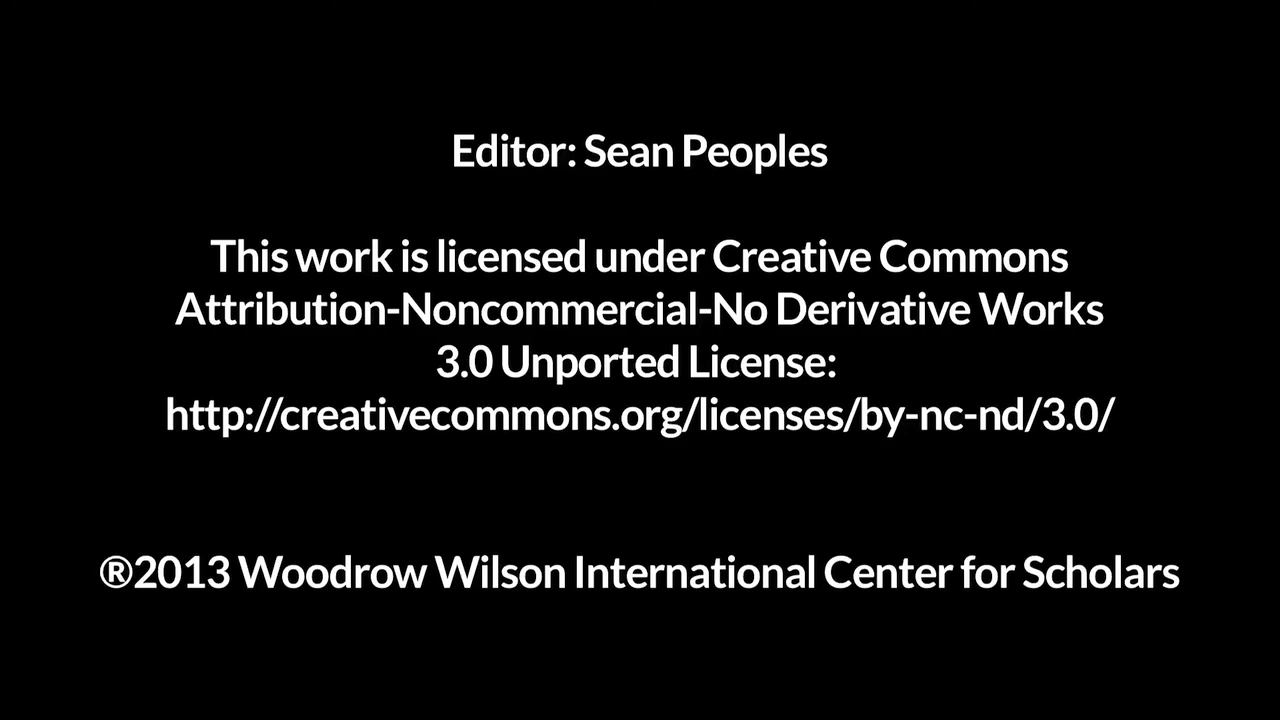 Editor: Sean Peoples
This work is licensed under Creative Commons
Attribution-Noncommercial-No Derivative Works
3.0 Unported License:
http://creativecommons.org/licenses/by-nc-nd/3.0/
®2013 Woodrow Wilson International Center for Scholars